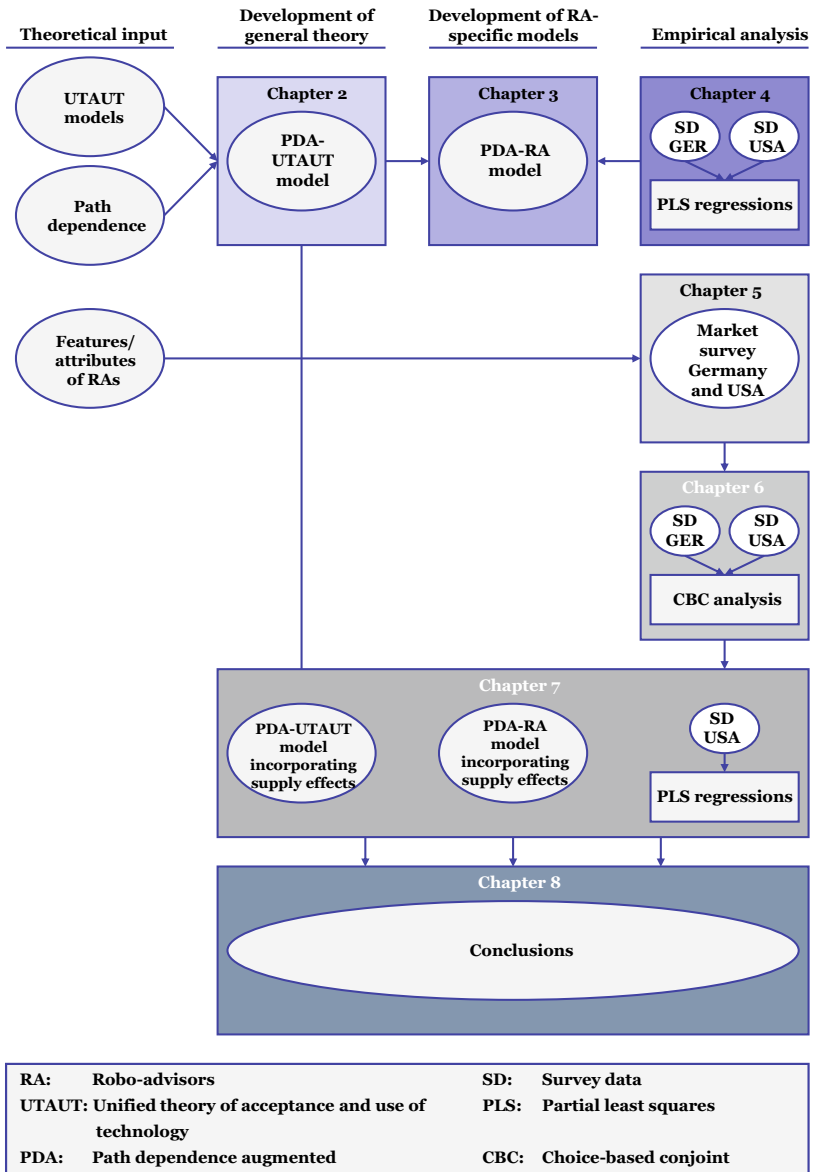 Theoretical input
Development of
general theory
Development of RA-
specific models
Empirical analysis
UTAUT
models
Path
dependence
Chapter 2
PDA-
UTAUT
model
Chapter 3
PDA-RA
model
Chapter 4
SD
GER
SD
USA
PLS regressions
Features/
attributes
of RAs
Chapter 5
Market
survey
Germany
and USA
Chapter 6
SD
GER
SD
USA
CBC analysis
Chapter 7
PDA-UTAUT
model
incorporating
supply effects
PDA-RA
model
incorporating
supply effects
SD
USA
PLS regressions
Chapter 8
Conclusions
RA: Robo-advisors
UTAUT: Unified theory of acceptance and use of
technology
PDA: Path dependence augmented
SD: Survey data
PLS: Partial least squares
CBC: Choice-based conjoint